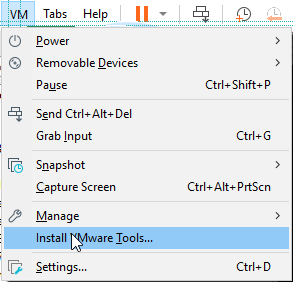 VM Tabs Help
Power
Removable Devices
Pause Ctrl+Shift+P
Send Ctrl+Alt+Del
Grab Input Ctrl+G
Snapshot
Capture Screen Ctrl+Alt+PrtScn
Manage
Install VMware Tools...
Settings... Ctrl+D